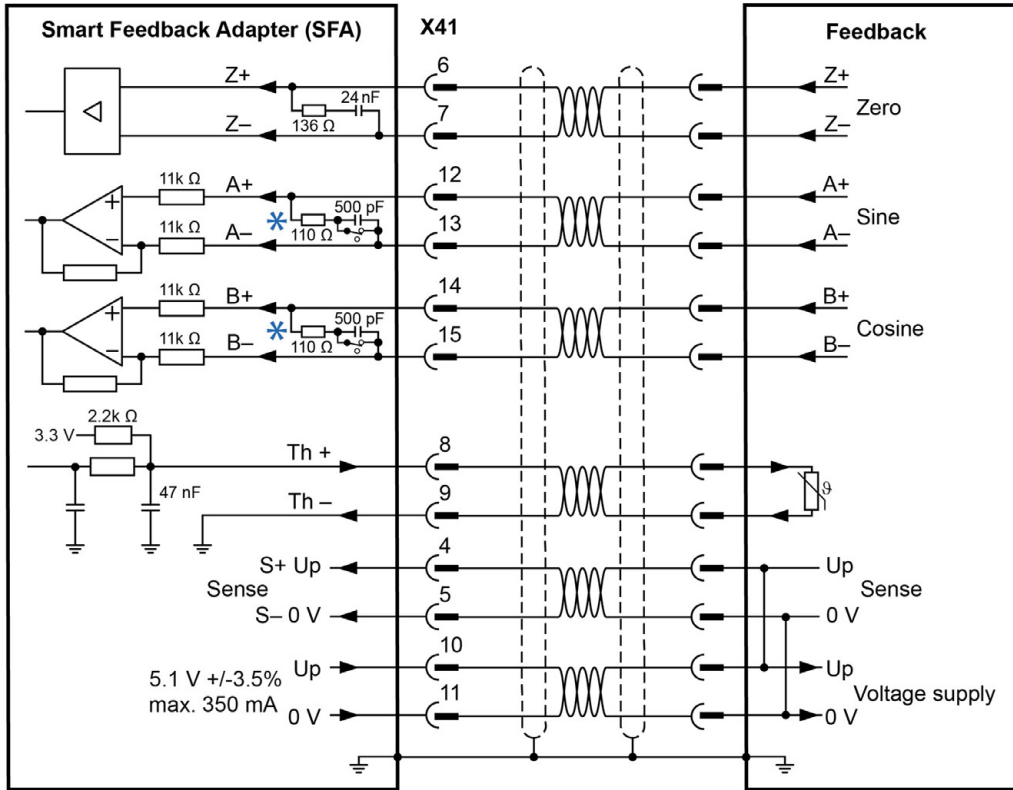 Smart Feedback Adapter (SFA)
X41
Feedback
Z+
24 nF
136 Ω
Z–
6
7
Z+
Zero
Z–
11k Ω
A+
500 pF
*
110 Ω
11k Ω
A–
12
13
A+
Sine
A–
11k Ω
B+
500 pF
*
110 Ω
11k Ω
B–
14
15
B+
Cosine
B–
2.2k Ω
3.3 V
47 nF
Th +
Th –
8
9
ϑ
S+ Up
Sense
S– 0 V
4
5
Up
Sense
0 V
5.1 V +/-3.5%
max. 350 mA
Up
0 V
10
11
Up
Voltage supply
0 V